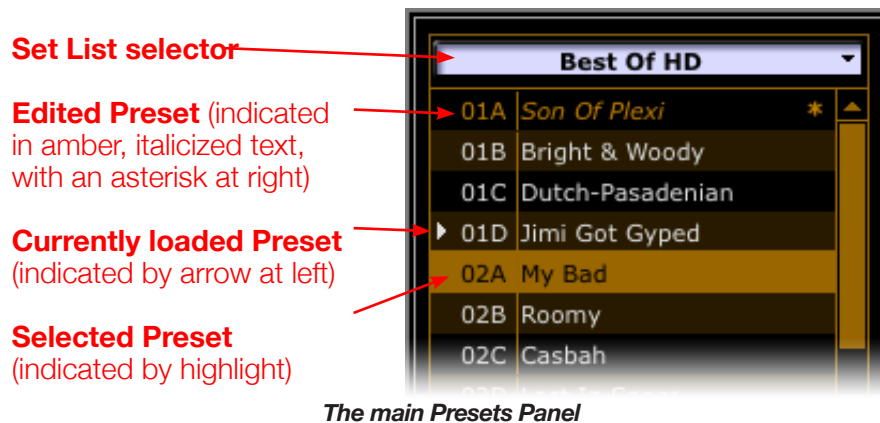 Set List selector
Edited Preset (indicated
in amber, italicized text,
with an asterisk at right)
Currently loaded Preset
(indicated by arrow at left)
Selected Preset
(indicated by highlight)
Best Of HD
01A Son Of Plexi *
01B Bright & Woody
01C Dutch-Pasadenian
01D Jimi Got Gyped
02A My Bad
02B Roomy
02C Casbah
The main Presets Panel